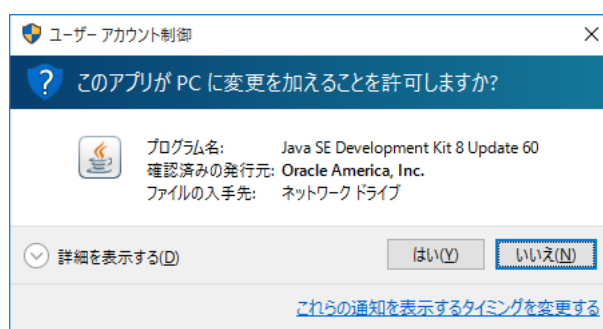 ユーザー アカウント制御
このアプリが PC に変更を加えることを許可しますか?
プログラム名: Java SE Development Kit 8 Update 60
確認済みの発行元: Oracle America, Inc.
ファイルの入手先: ネットワーク ドライブ
詳細を表示する(D) はい(Y) いいえ(N)
これらの通知を表示するタイミングを変更する